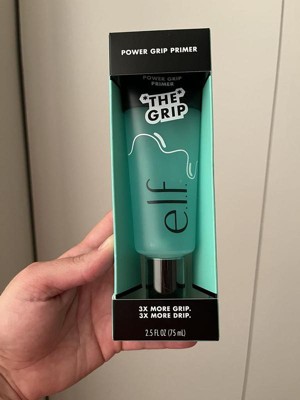 POWER GRIP PRIMER
POWER GRIP
PRIMER
THE
GRIP
e.l.f.
3X MORE GRIP.
3X MORE DRIP.
2.5 FL OZ (75 mL)